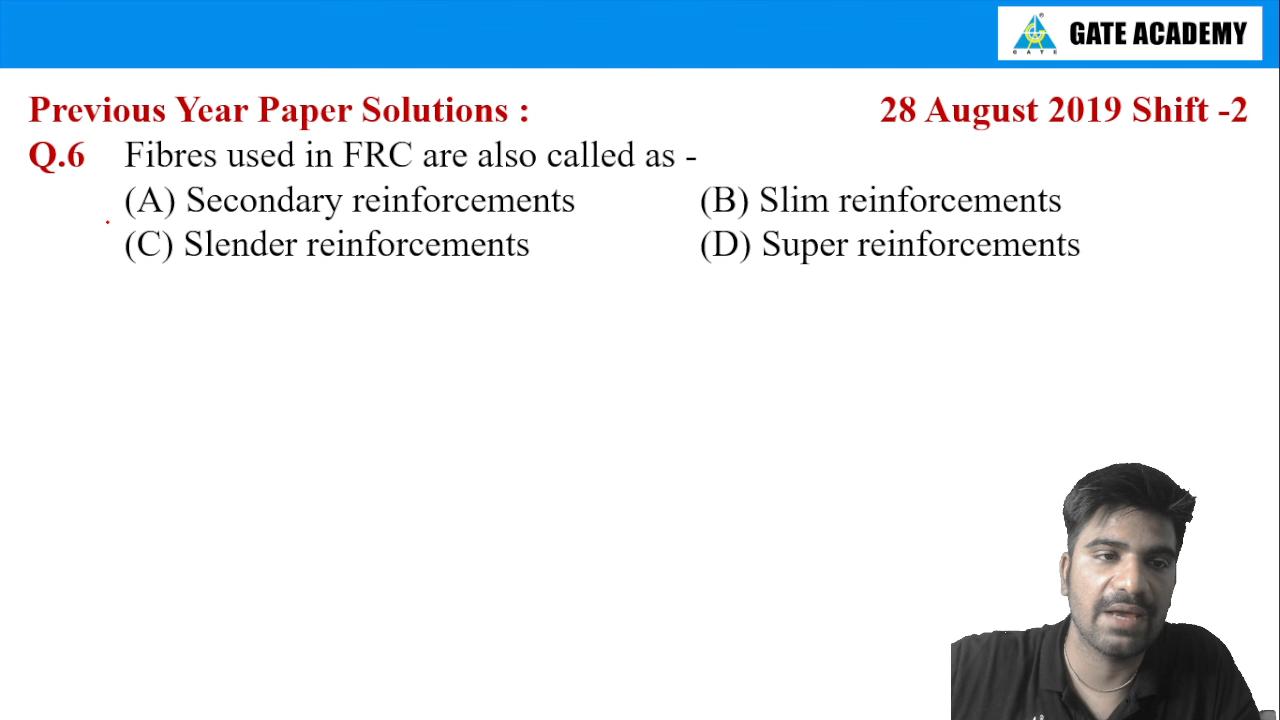 GATE ACADEMY
GATE
Previous Year Paper Solutions : 28 August 2019 Shift -2
Q.6 Fibres used in FRC are also called as -
(A) Secondary reinforcements (B) Slim reinforcements
(C) Slender reinforcements (D) Super reinforcements